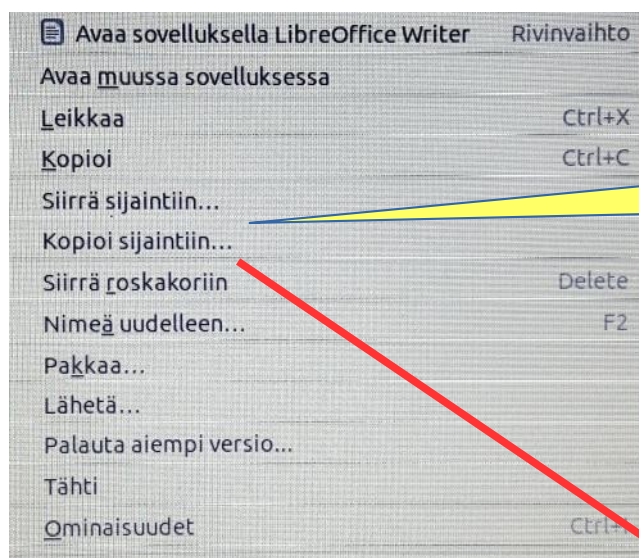 Avaa sovelluksella LibreOffice Writer Rivinvaihto
Avaa muussa sovelluksessa
Leikkaa Ctrl+X
Kopioi Ctrl+C
Siirrä sijaintiin...
Kopioi sijaintiin...
Siirrä roskakoriin Delete
Nimeä uudelleen... F2
Pakkaa...
Lähetä...
Palauta aiempi versio...
Tähti
Ominaisuudet